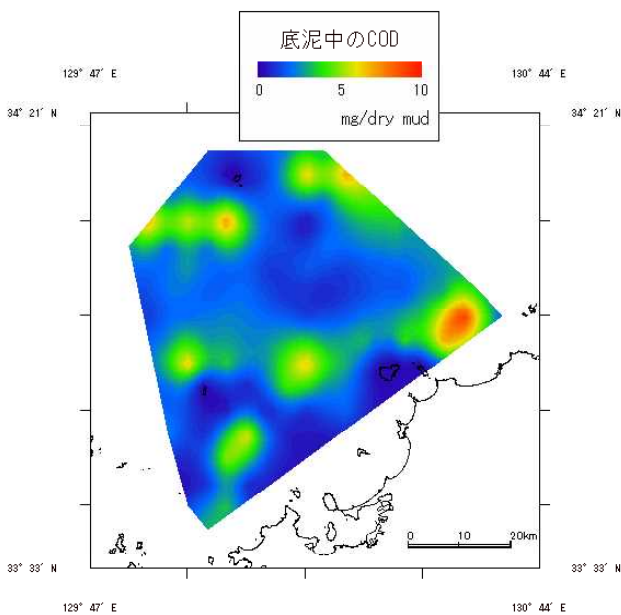 底泥中のCOD
0 5 10
mg/dry mud
129° 47' E 130° 44' E
34° 21' N 34° 21' N
0 10 20km
33° 33' N 33° 33' N
129° 47' E 130° 44' E